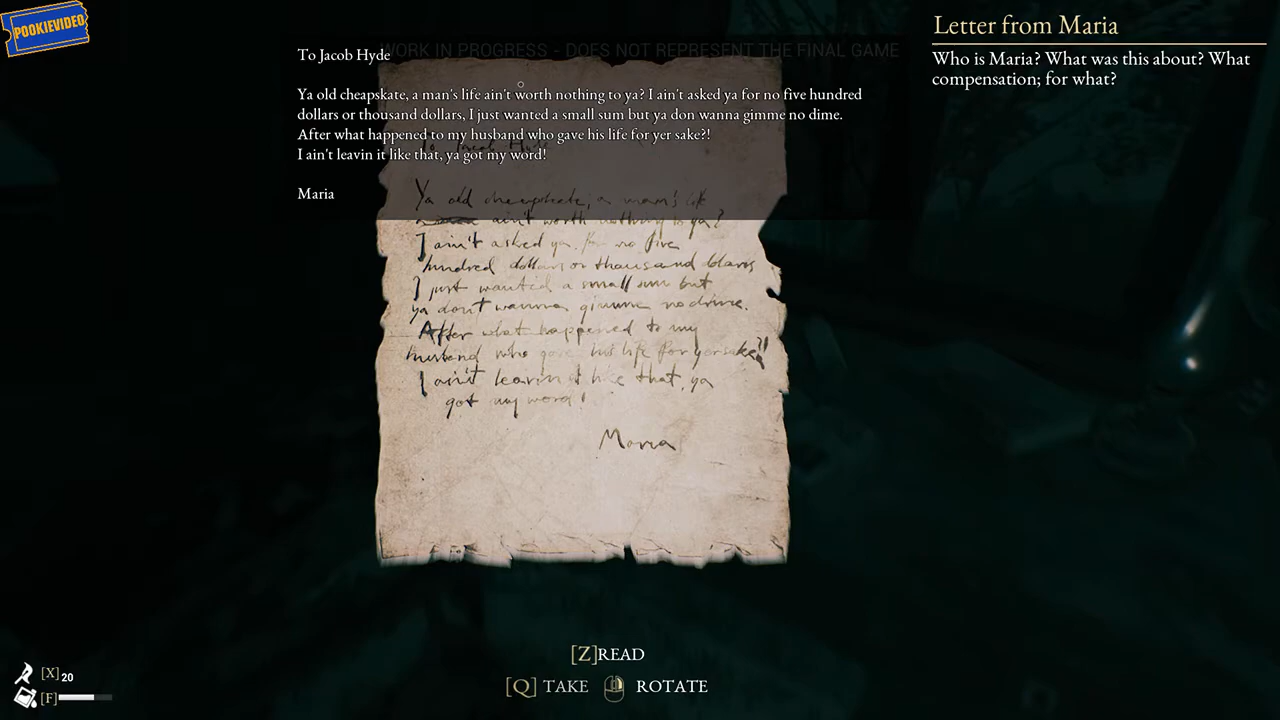 POOKIEVIDEO
WORK IN PROGRESS - DOES NOT REPRESENT THE FINAL GAME
To Jacob Hyde
Ya old cheapskate, a man's life ain't worth nothing to ya? I ain't asked ya for no five hundred
dollars or thousand dollars, I just wanted a small sum but ya don wanna gimme no dime.
After what happened to my husband who gave his life for yer sake?!
I ain't leavin it like that, ya got my word!
Maria
Letter from Maria
Who is Maria? What was this about? What
compensation; for what?
To Jacob Hyde
Ya old cheapskate, a man's life
ain't worth nothing to ya?
I ain't asked ya for no five
hundred dollars or thousand dolars
I just wanted a small sum but
ya don't wanna gimme no dime.
After what happened to my
husband who gave his life for yer sake?!
I ain't leavin it like that, ya
got my word!
Maria
[Z]READ
[Q] TAKE ROTATE
[X] 20
[F]